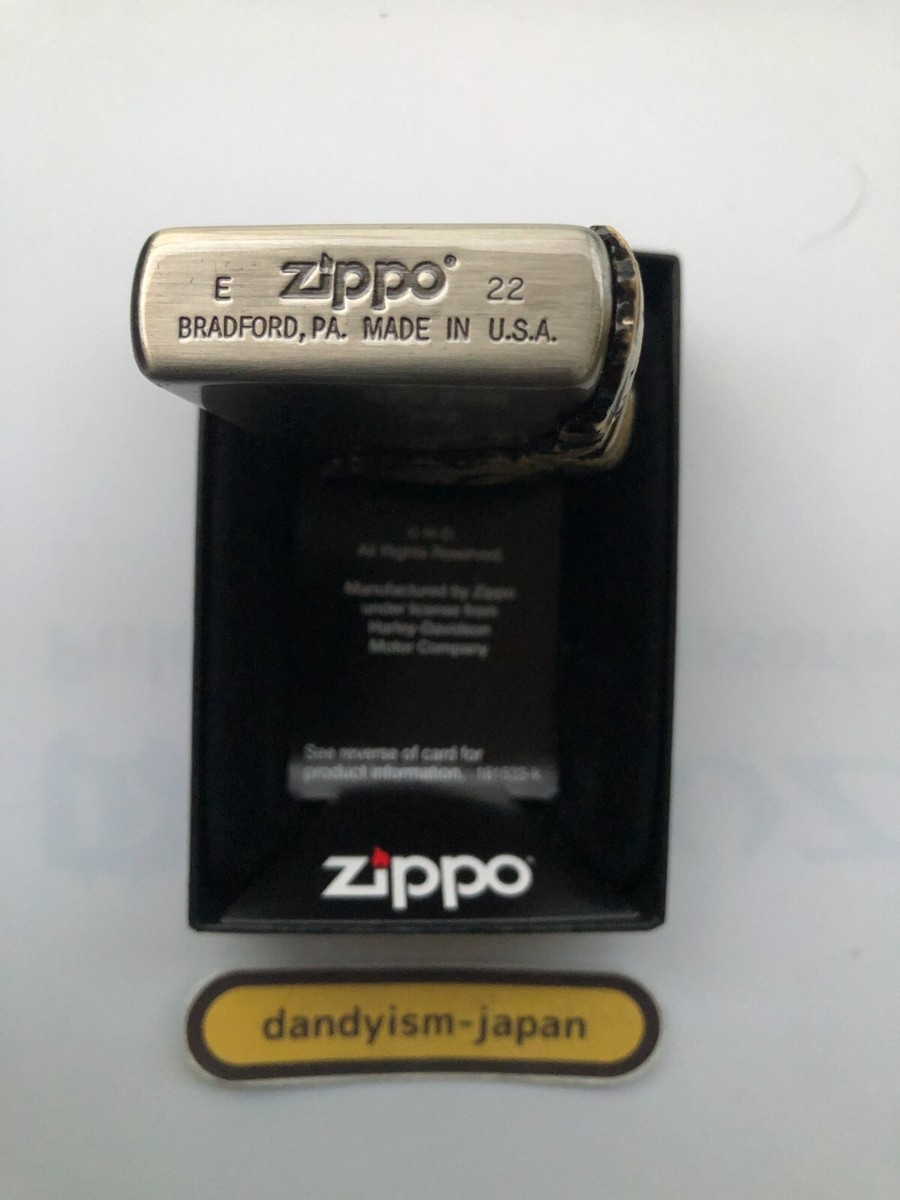 E zippo® 22
BRADFORD, PA. MADE IN U.S.A.
All Rights Reserved.
Manufactured by Zippo
under license from
Harley-Davidson
Motor Company
See reverse of card for
product information.
zippo
dandyism-japan